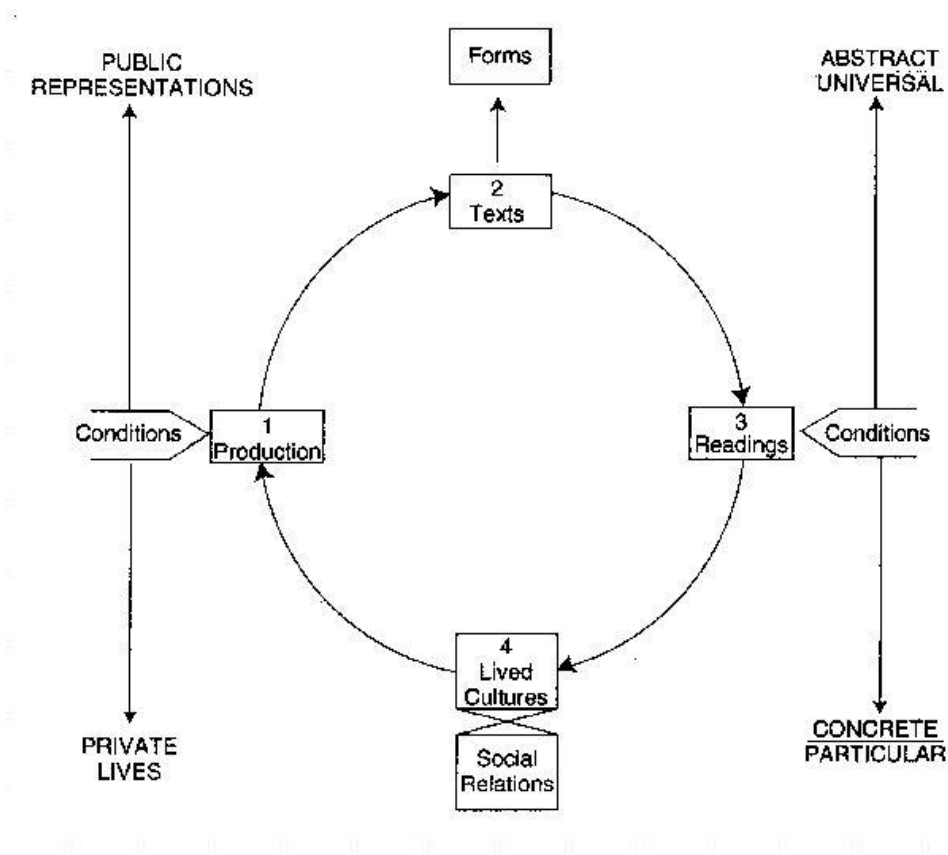 Forms
PUBLIC
REPRESENTATIONS
ABSTRACT
UNIVERSAL
2
Texts
Conditions
1
Production
3
Readings
Conditions
4
Lived
Cultures
Social
Relations
PRIVATE
LIVES
CONCRETE
PARTICULAR